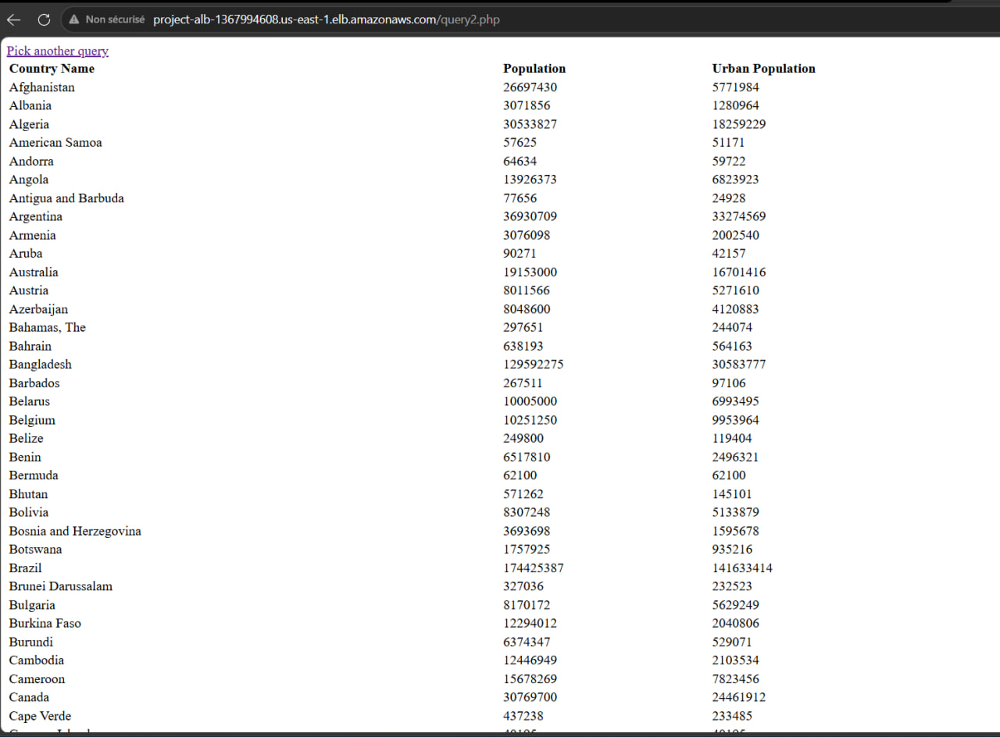 Non sécurisé project-alb-1367994608.us-east-1.elb.amazonaws.com/query2.php
Pick another query
Country Name Population Urban Population
Afghanistan 26697430 5771984
Albania 3071856 1280964
Algeria 30533827 18259229
American Samoa 57625 51171
Andorra 64634 59722
Angola 13926373 6823923
Antigua and Barbuda 77656 24928
Argentina 36930709 33274569
Armenia 3076098 2002540
Aruba 90271 42157
Australia 19153000 16701416
Austria 8011566 5271610
Azerbaijan 8048600 4120883
Bahamas, The 297651 244074
Bahrain 638193 564163
Bangladesh 129592275 30583777
Barbados 267511 97106
Belarus 10005000 6993495
Belgium 10251250 9953964
Belize 249800 119404
Benin 6517810 2496321
Bermuda 62100 62100
Bhutan 571262 145101
Bolivia 8307248 5133879
Bosnia and Herzegovina 3693698 1595678
Botswana 1757925 935216
Brazil 174425387 141633414
Brunei Darussalam 327036 232523
Bulgaria 8170172 5629249
Burkina Faso 12294012 2040806
Burundi 6374347 529071
Cambodia 12446949 2103534
Cameroon 15678269 7823456
Canada 30769700 24461912
Cape Verde 437238 233485